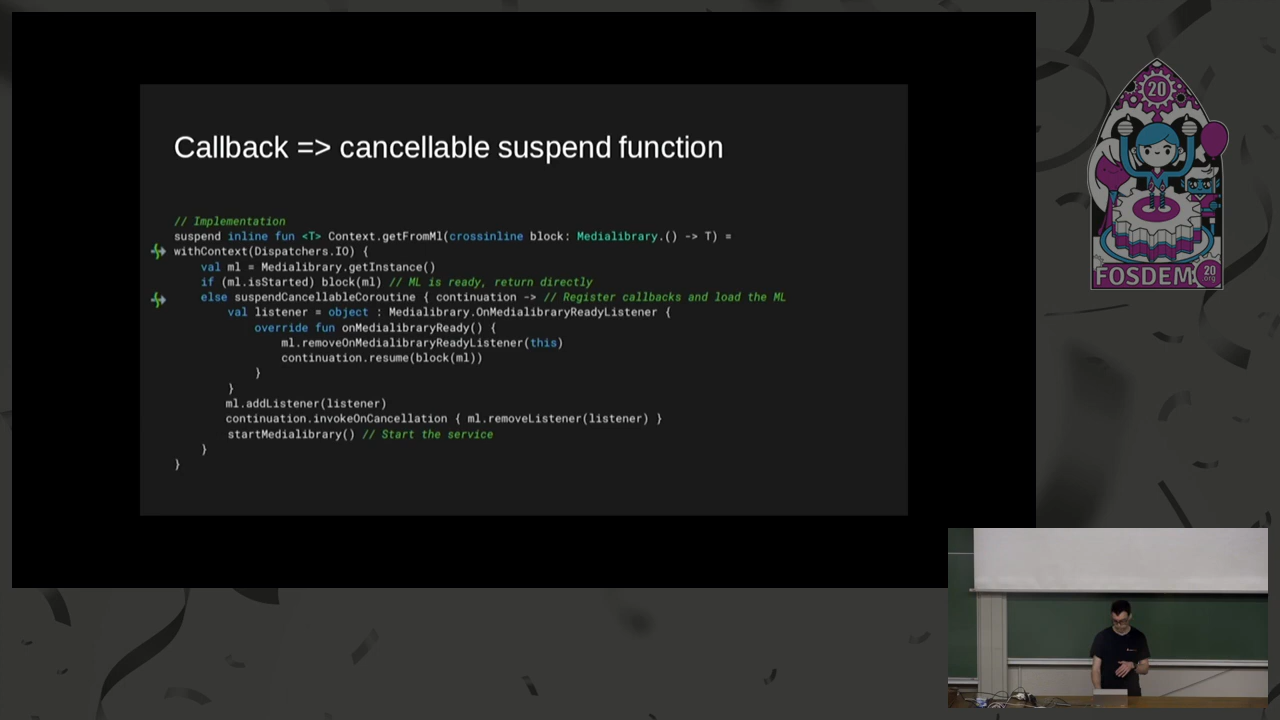 Callback => cancellable suspend function
// Implementation
suspend inline fun <T> Context.getFromMl(crossinline block: Medialibrary.() -> T) =
withContext(Dispatchers.IO) {
val ml = Medialibrary.getInstance()
if (ml.isStarted) block(ml) // ML is ready, return directly
else suspendCancellableCoroutine { continuation -> // Register callbacks and load the ML
val listener = object : Medialibrary.OnMedialibraryReadyListener {
override fun onMedialibraryReady() {
ml.removeOnMedialibraryReadyListener(this)
continuation.resume(block(ml))
}
}
ml.addListener(listener)
continuation.invokeOnCancellation { ml.removeListener(listener) }
startMedialibrary() // Start the service
}
}
20
FOSDEM
20
org